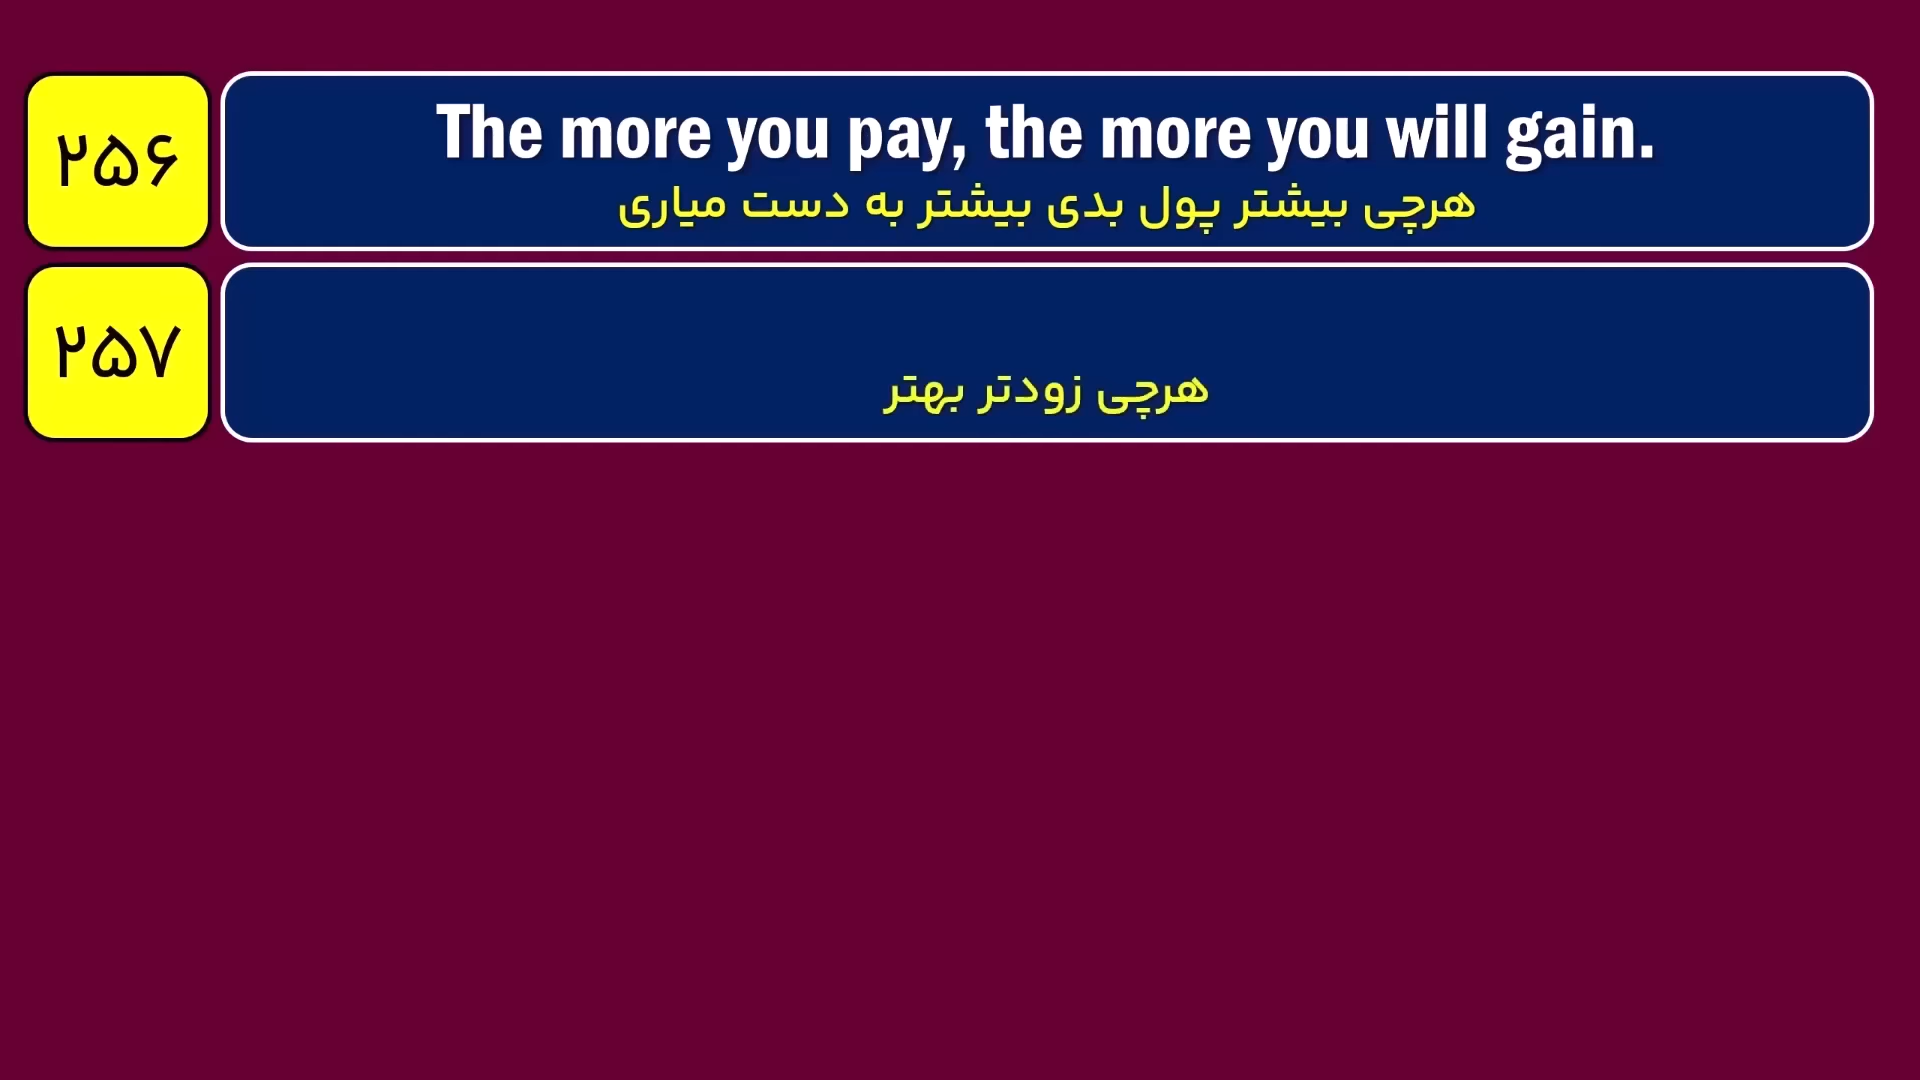 ۲۵۶
The more you pay, the more you will gain.
هرچی بیشتر پول بدی بیشتر به دست میاری
۲۵۷
هرچی زودتر بهتر